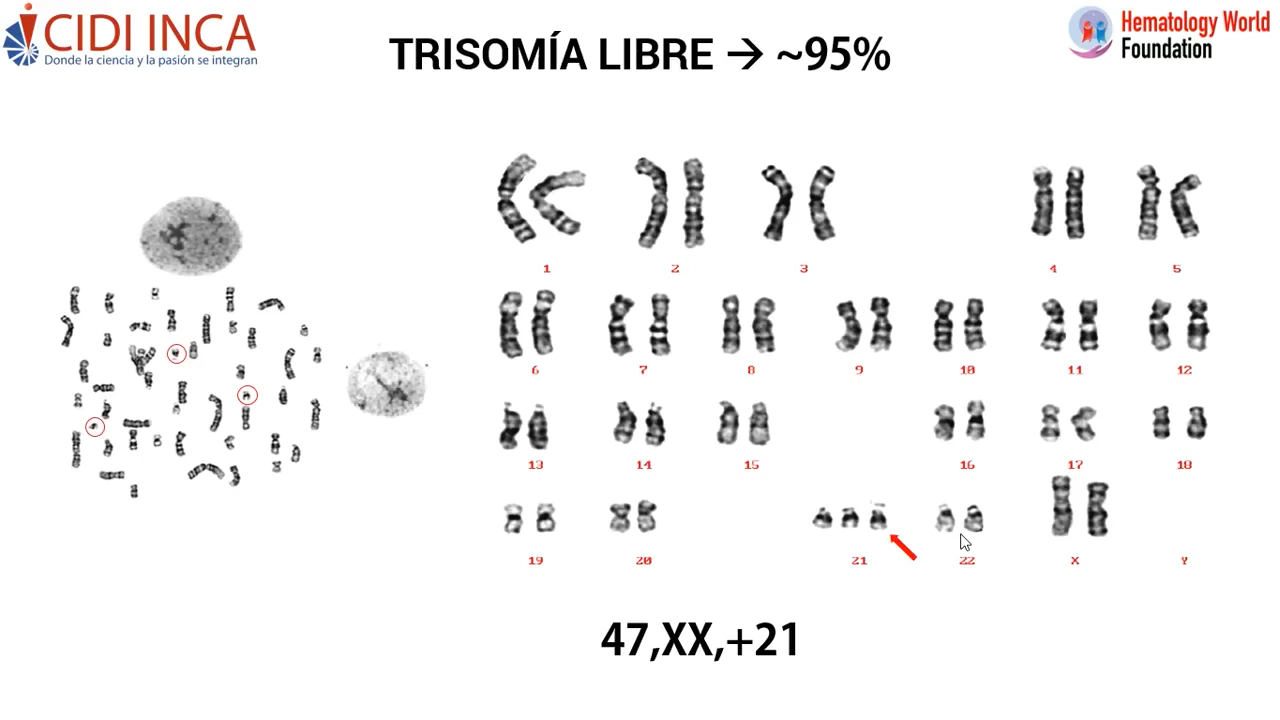 CIDI INCA
Donde la ciencia y la pasión se integran
TRISOMÍA LIBRE → ~95%
Hematology World
Foundation
1 2 3 4 5
6 7 8 9 10 11 12
13 14 15 16 17 18
19 20 21 22 X Y
47,XX,+21